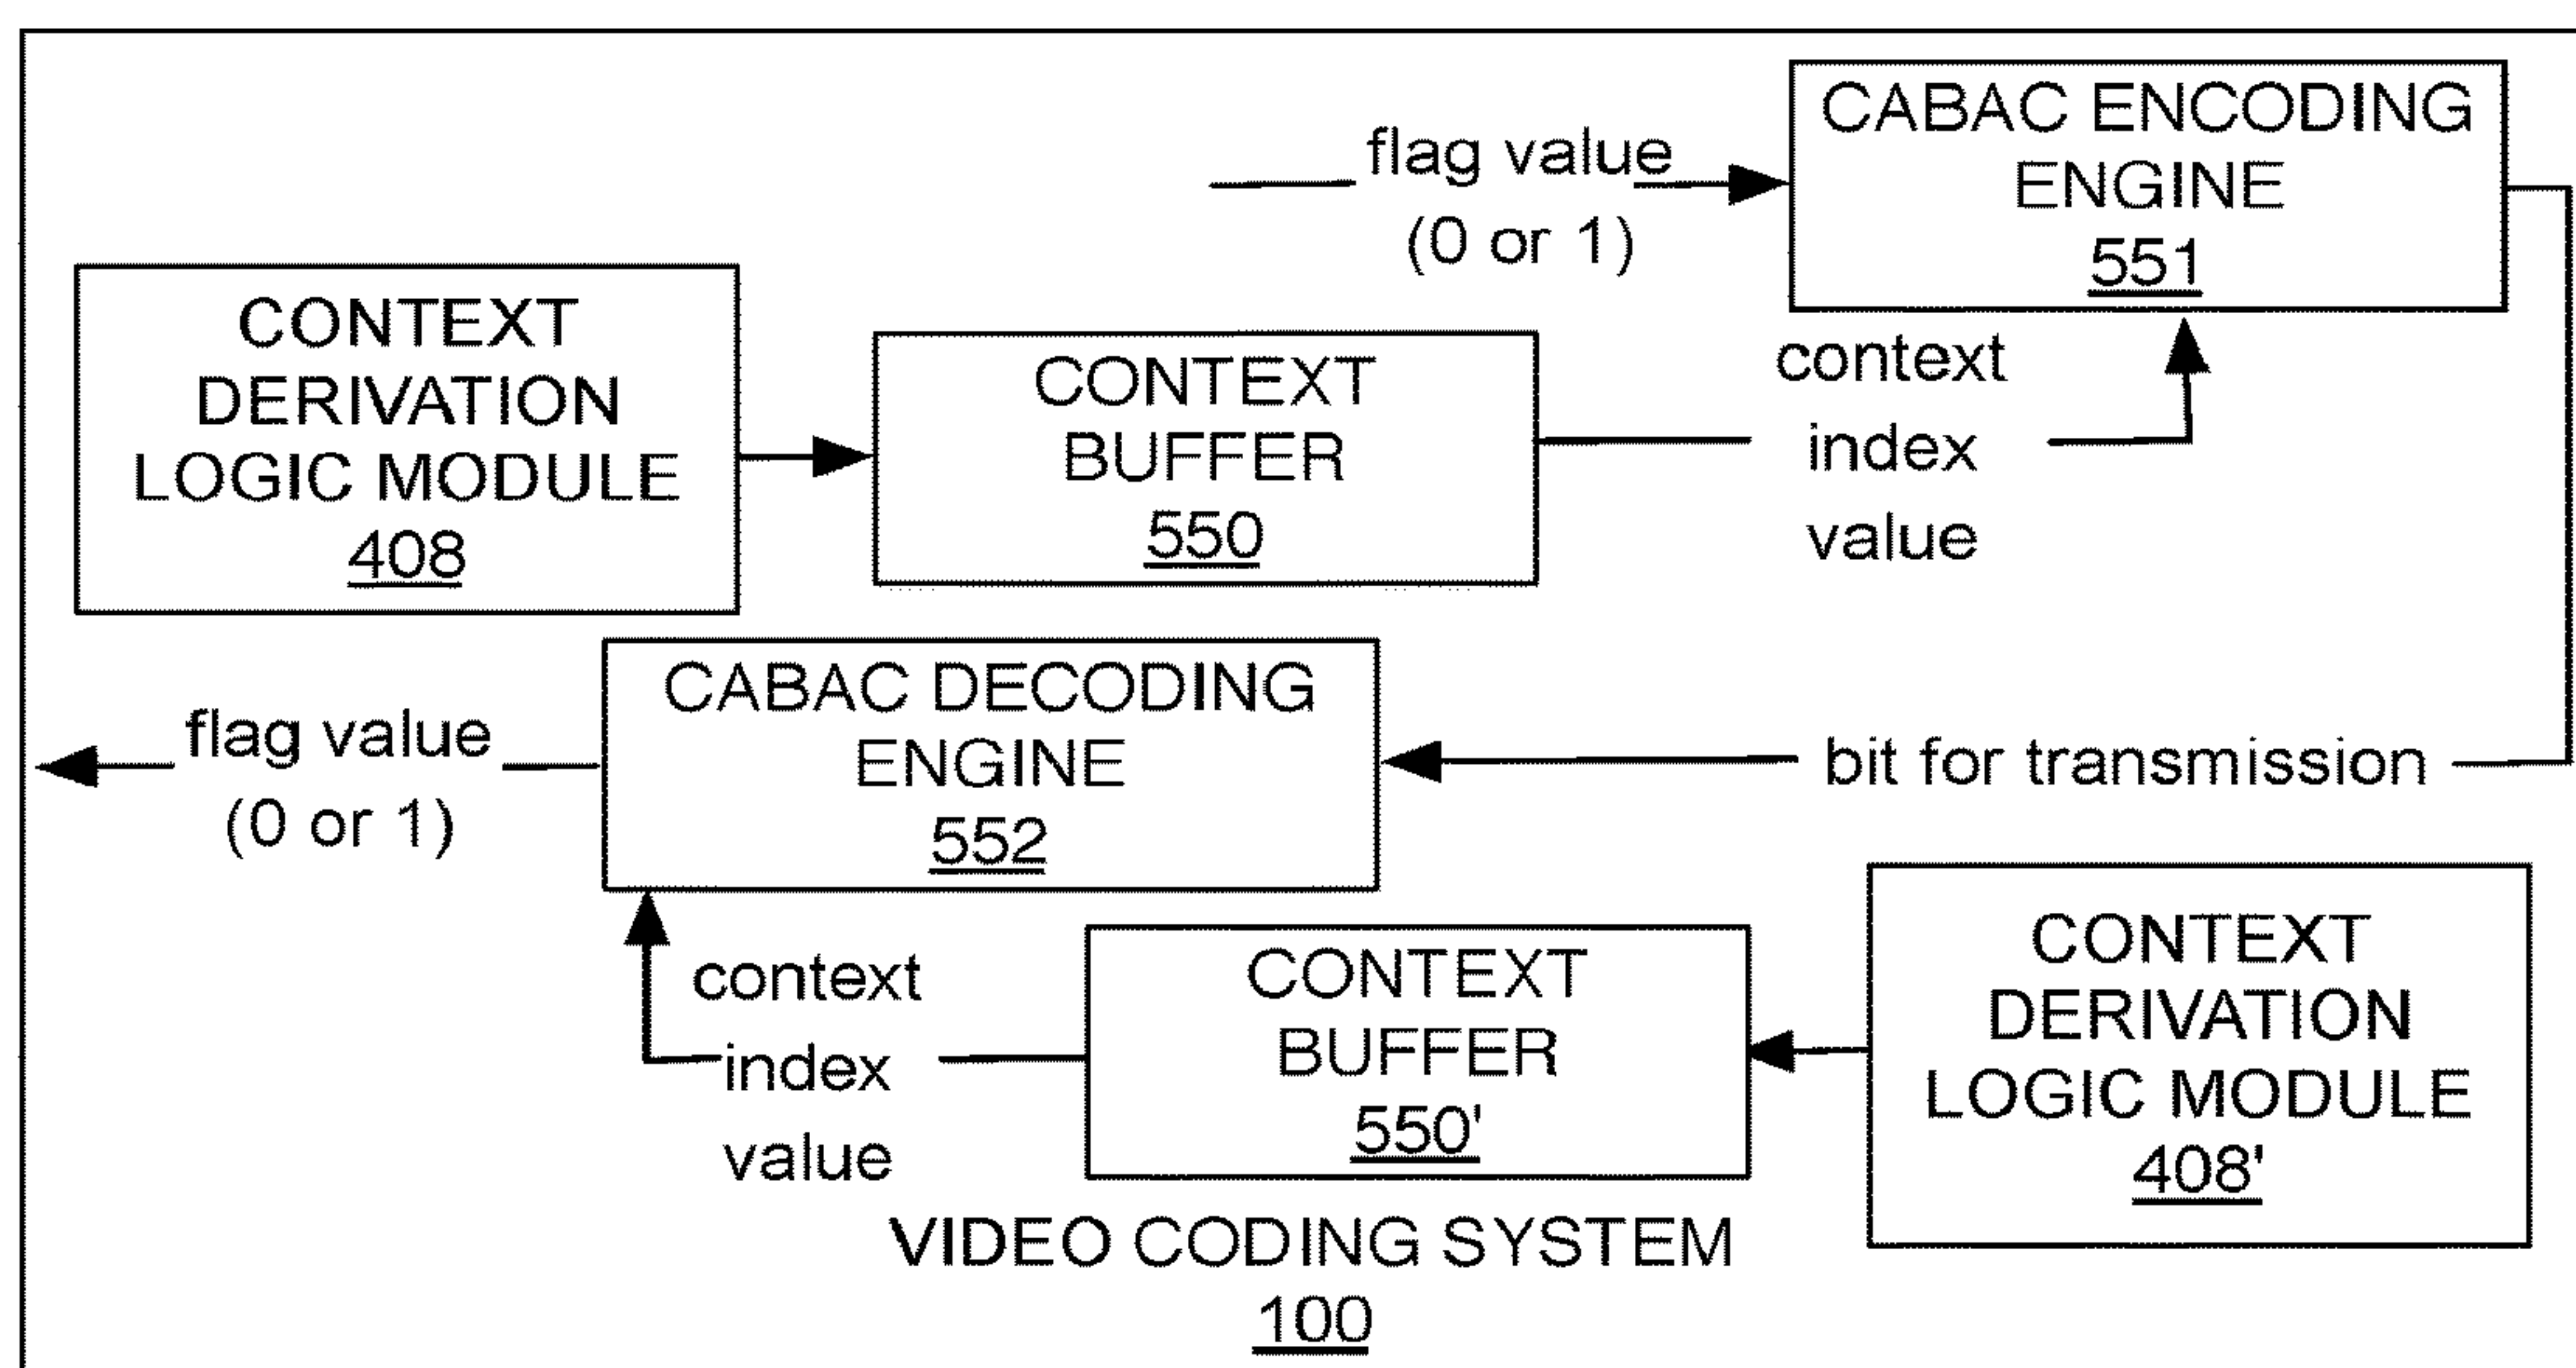 flag value
(0 or 1)
CABAC ENCODING
ENGINE
551
CONTEXT
DERIVATION
LOGIC MODULE
408
CONTEXT
BUFFER
550
context
index
value
flag value
(0 or 1)
CABAC DECODING
ENGINE
552
bit for transmission
context
index
value
CONTEXT
BUFFER
550'
CONTEXT
DERIVATION
LOGIC MODULE
408'
VIDEO CODING SYSTEM
100